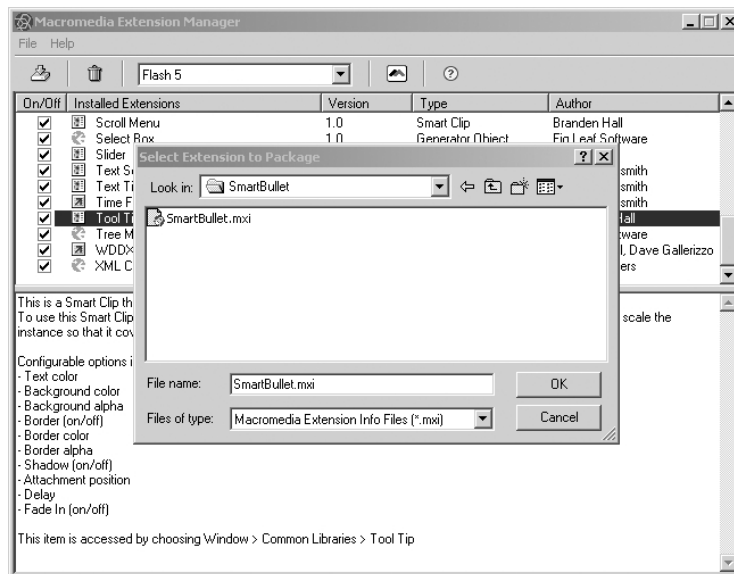 Macromedia Extension Manager
File Help
Flash 5
On/Off Installed Extensions Version Type Author
Scroll Menu 1.0 Smart Clip Branden Hall
Select Box 1.0 Generator Object Fig Leaf Software
Slider
Text smith
Text smith
Time smith
Tool Hall
Tree
WDDX Dave Gallerizzo
XML
Select Extension to Package
Look in: SmartBullet
SmartBullet.mxi
File name: SmartBullet.mxi OK
Files of type: Macromedia Extension Info Files (*.mxi) Cancel
This is a Smart Clip
To use this Smart Clip scale the
instance so that it
Configurable options
- Text color
- Background color
- Background alpha
- Border (on/off)
- Border color
- Border alpha
- Shadow (on/off)
- Attachment position
- Delay
- Fade In (on/off)
This item is accessed by choosing Window > Common Libraries > Tool Tip